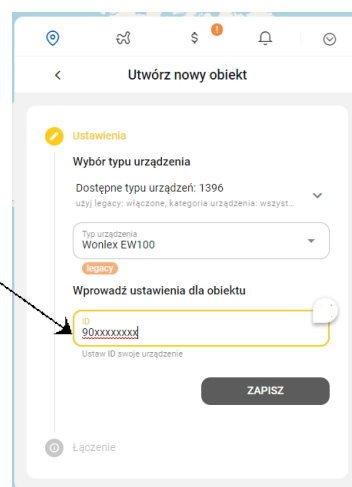 $ !
Utwórz nowy obiekt
Ustawienia
Wybór typu urządzenia
Dostępne typu urządzeń: 1396
użyj legacy: włączone, kategoria urządzenia: wszyst...
Typ urządzenia
Wonlex EW100
legacy
Wprowadź ustawienia dla obiektu
ID
90xxxxxxxx
Ustaw ID swoje urządzenie
ZAPISZ
Łączenie